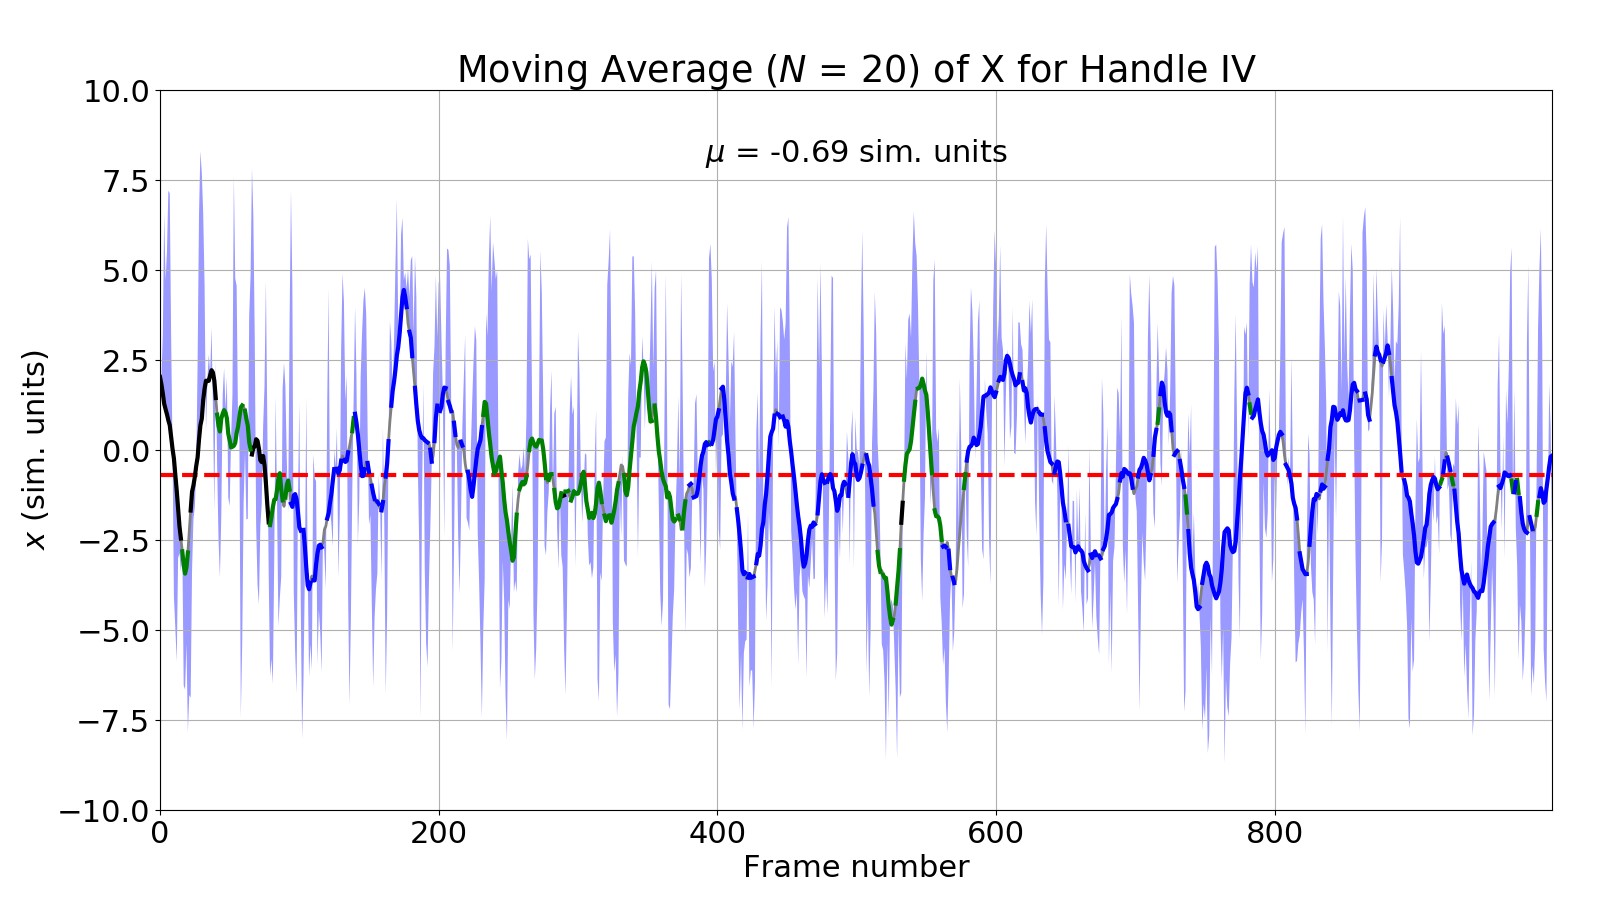 Moving Average (N = 20) of X for Handle IV
μ = -0.69 sim. units
x (sim. units)
10.0
7.5
5.0
2.5
0.0
−2.5
−5.0
−7.5
−10.0
0 200 400 600 800
Frame number